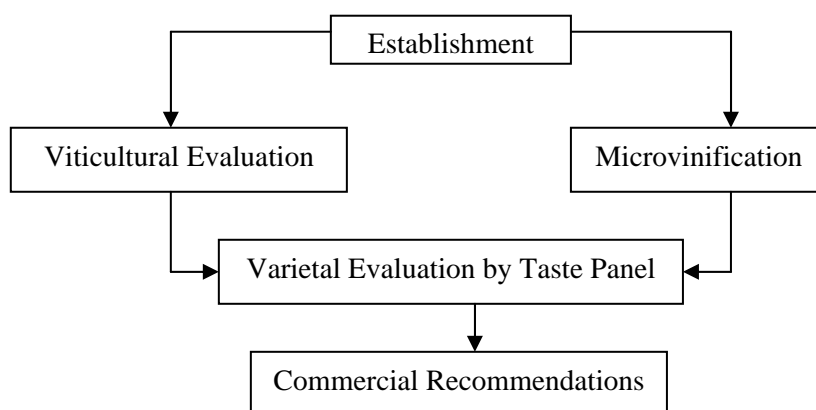 Establishment
Viticultural Evaluation
Microvinification
Varietal Evaluation by Taste Panel
Commercial Recommendations